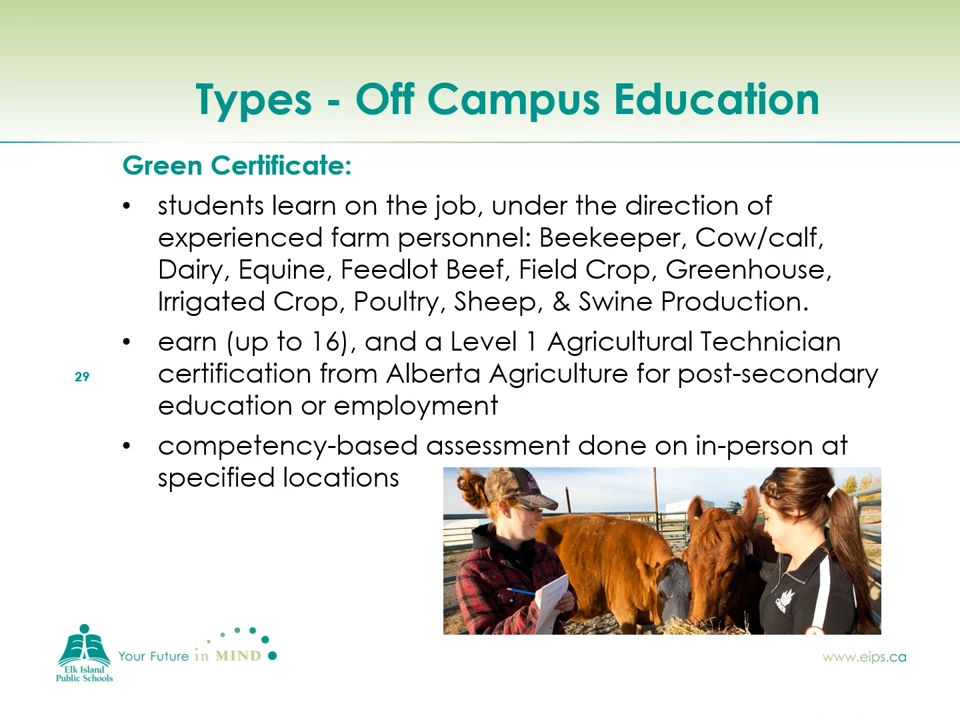 Types - Off Campus Education
Green Certificate:
• students learn on the job, under the direction of
experienced farm personnel: Beekeeper, Cow/calf,
Dairy, Equine, Feedlot Beef, Field Crop, Greenhouse,
Irrigated Crop, Poultry, Sheep, & Swine Production.
• earn (up to 16), and a Level 1 Agricultural Technician
certification from Alberta Agriculture for post-secondary
education or employment
29
• competency-based assessment done on in-person at
specified locations
Elk Island
Public Schools
Your Future in MIND
www.eips.ca